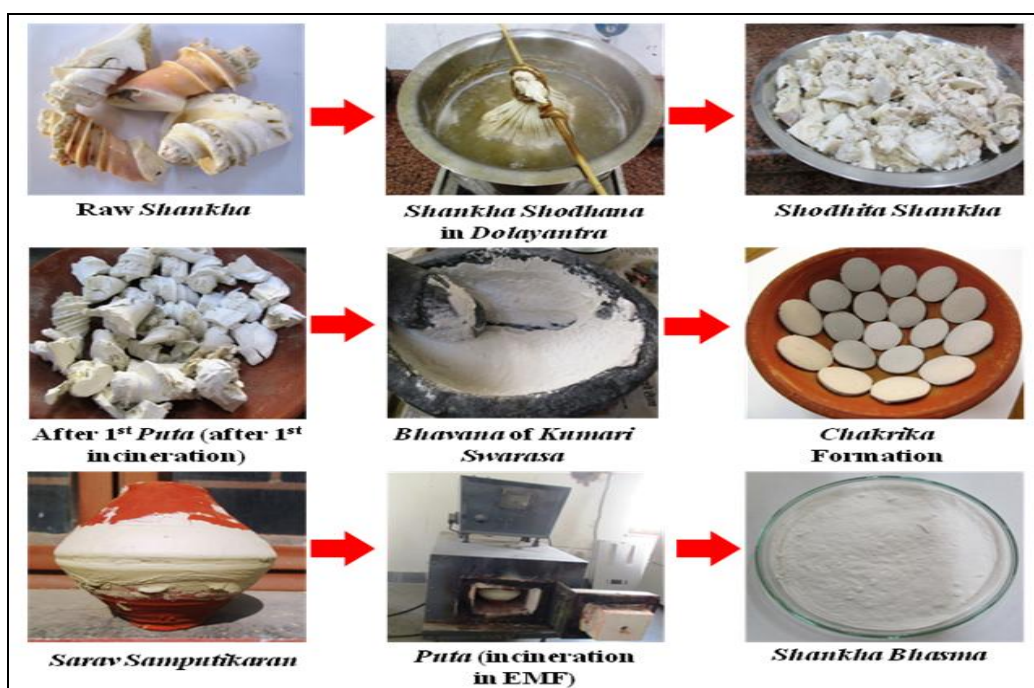 Raw Shankha
Shankha Shodhana
in Dolayantra
Shodhita Shankha
After 1st Puta (after 1st
incineration)
Bhavana of Kumari
Swarasa
Chakrika
Formation
Sarav Samputikaran
Puta (incineration
in EMF)
Shankha Bhasma